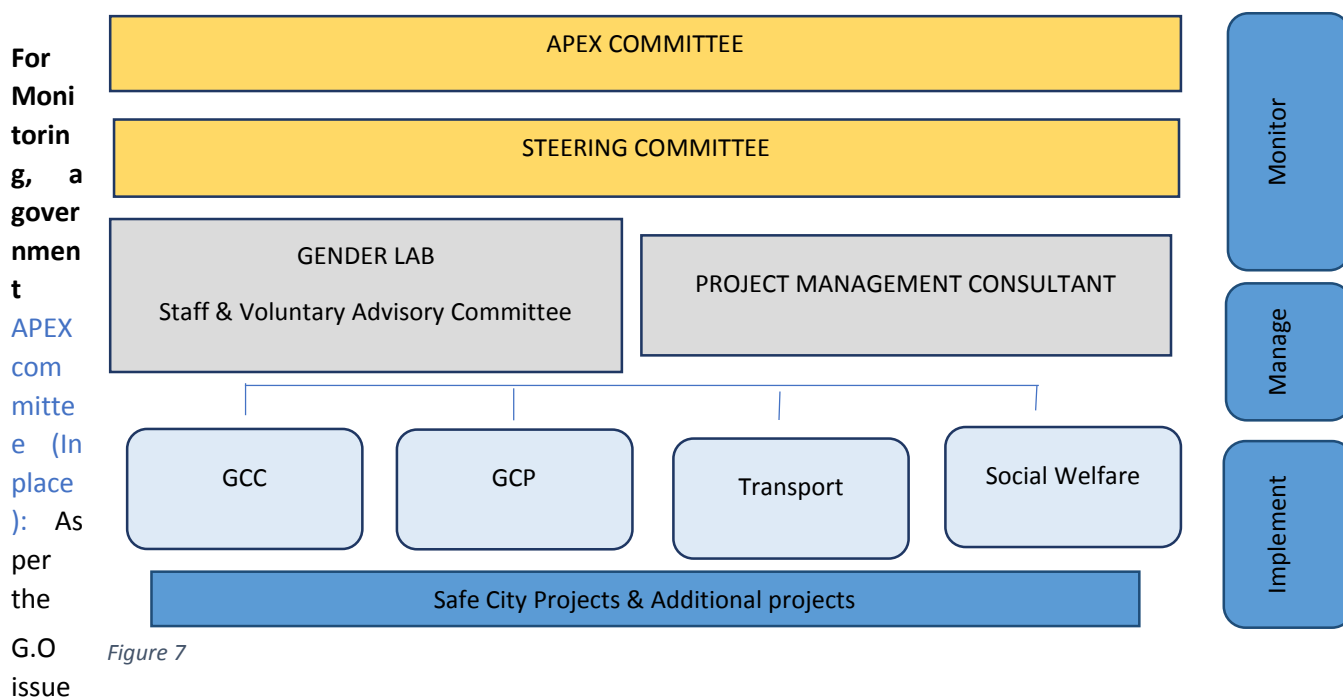 For
Moni
torin
g, a
gover
nmen
t
APEX
com
mitte
e (In
place
): As
per
the
G.O
issue
APEX COMMITTEE
STEERING COMMITTEE
GENDER LAB
Staff & Voluntary Advisory Committee
PROJECT MANAGEMENT CONSULTANT
GCC
GCP
Transport
Social Welfare
Safe City Projects & Additional projects
Monitor
Manage
Implement
Figure 7